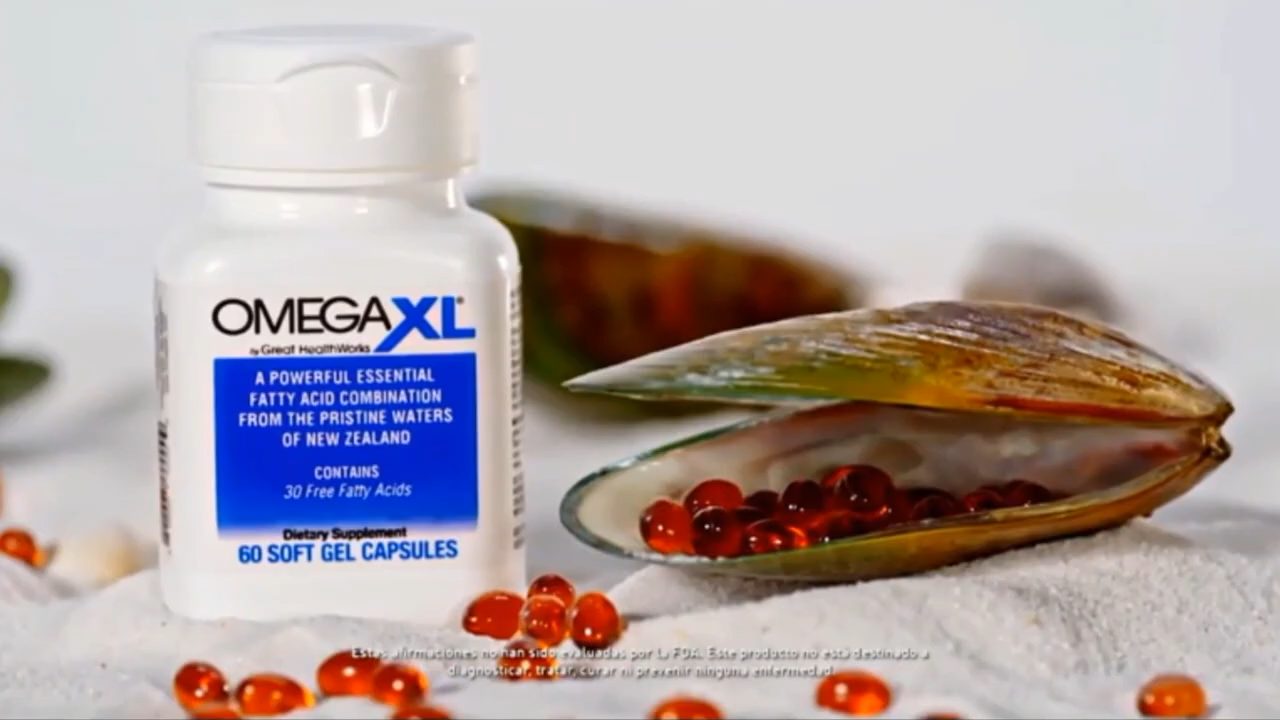 OMEGAXL®
by Great HealthWorks
A POWERFUL ESSENTIAL
FATTY ACID COMBINATION
FROM THE PRISTINE WATERS
OF NEW ZEALAND
CONTAINS
30 Free Fatty Acids
Dietary Supplement
60 SOFT GEL CAPSULES
Estas afirmaciones no han sido evaluadas por la FDA. Este producto no está destinado a
diagnosticar, tratar, curar ni prevenir ninguna enfermedad.